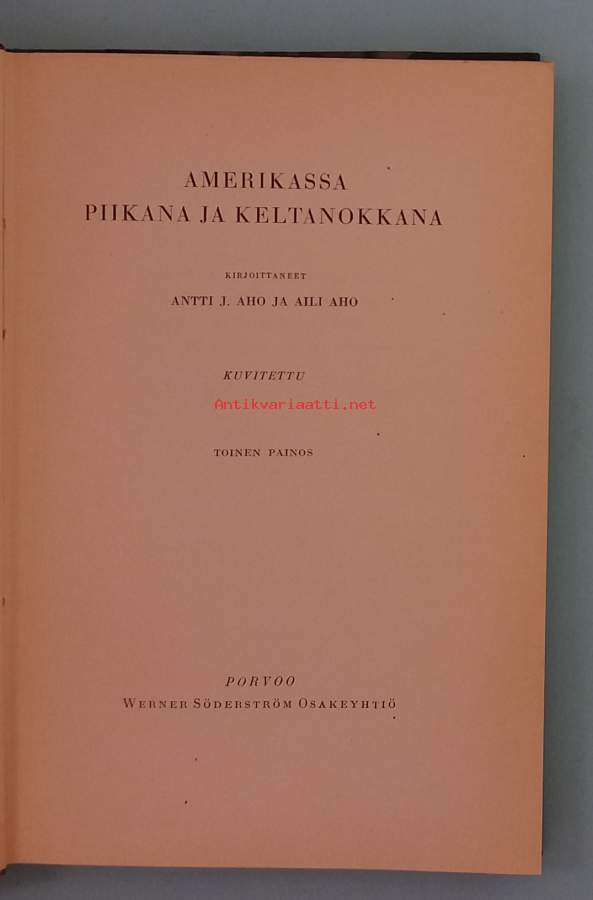 AMERIKASSA
PIIKANA JA KELTANOKKANA
KIRJOITTANEET
ANTTI J. AHO JA AILI AHO
KUVITETTU
Antikvariaatti.net
TOINEN PAINOS
PORVOO
WERNER SÖDERSTRÖM OSAKEYHTIÖ